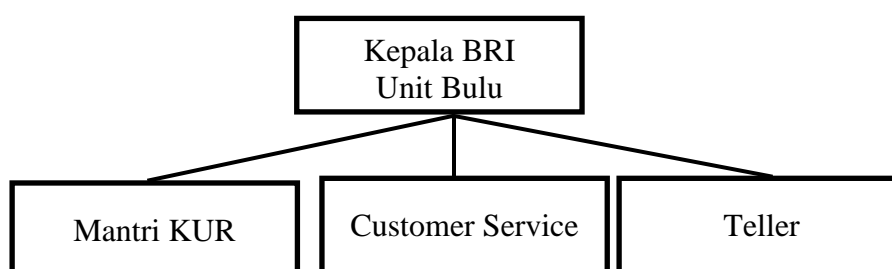 Kepala BRI
Unit Bulu
Mantri KUR
Customer Service
Teller